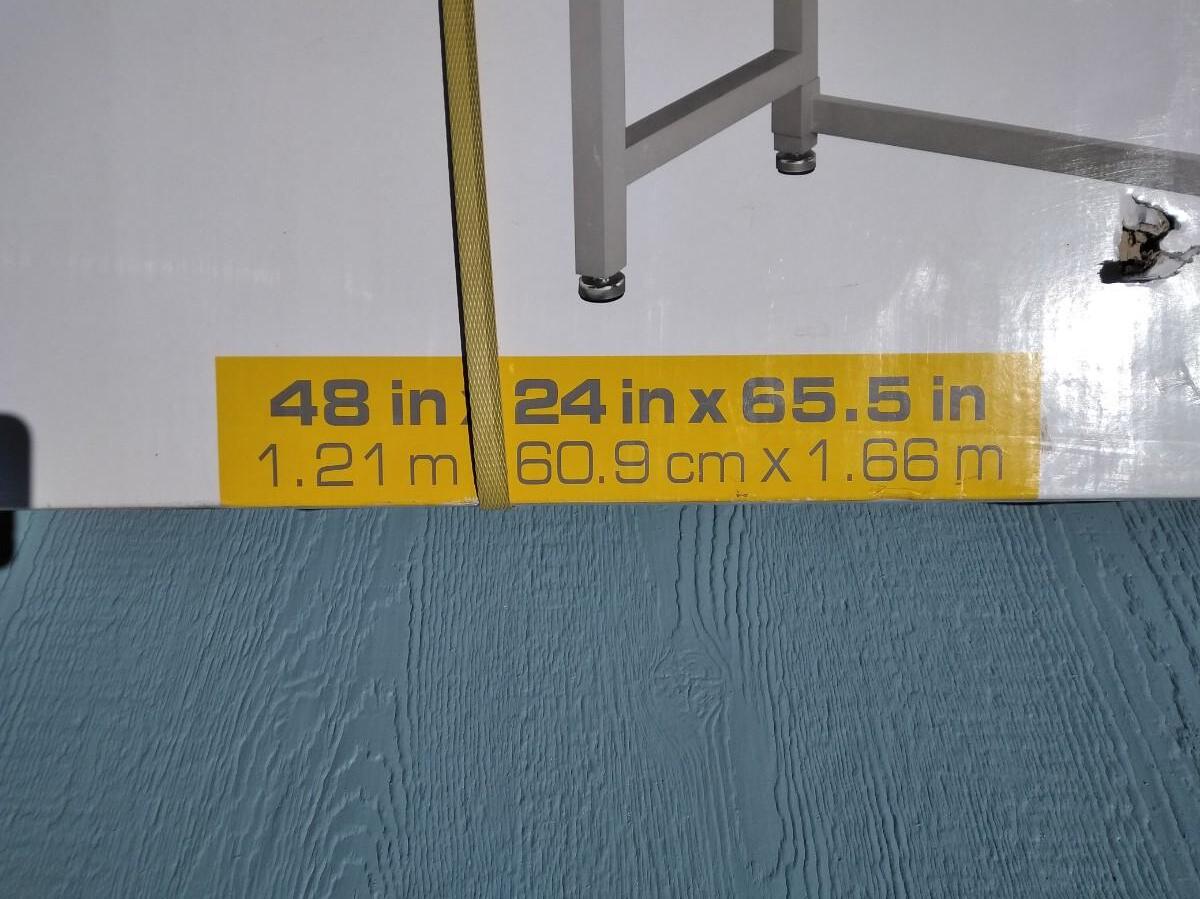 48 in x 24 in x 65.5 in
1.21 m 60.9 cm x 1.66 m